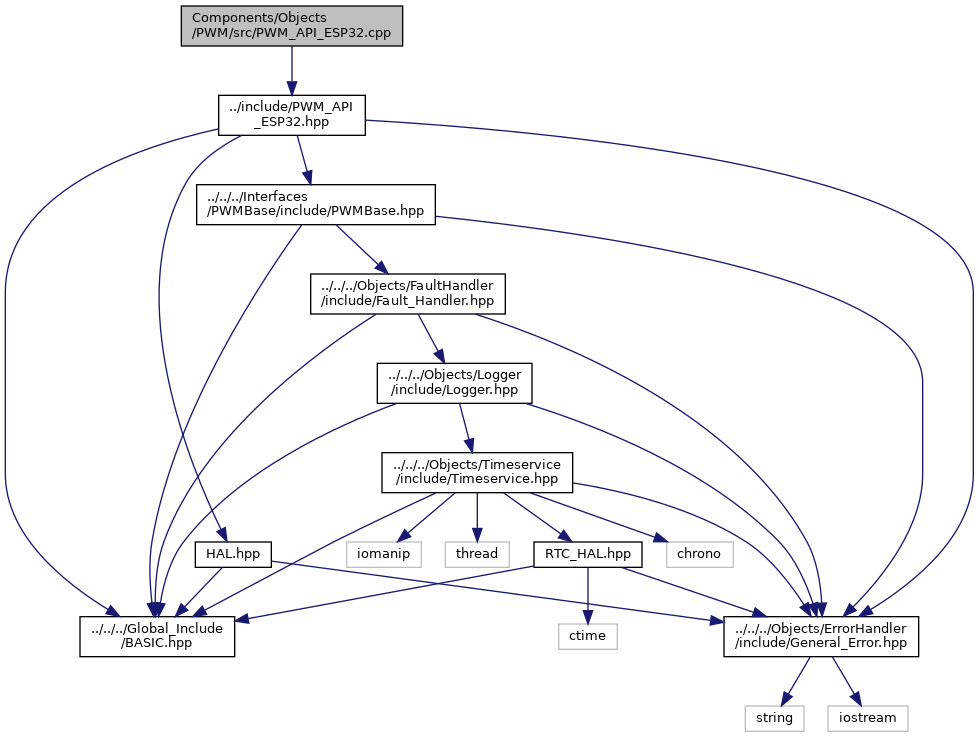 Components/Objects
/PWM/src/PWM_API_ESP32.cpp
../include/PWM_API
_ESP32.hpp
../../../Interfaces
/PWMBase/include/PWMBase.hpp
../../../Objects/FaultHandler
/include/Fault_Handler.hpp
../../../Objects/Logger
/include/Logger.hpp
../../../Objects/Timeservice
/include/Timeservice.hpp
HAL.hpp
iomanip
thread
RTC_HAL.hpp
chrono
../../../Global_Include
/BASIC.hpp
ctime
../../../Objects/ErrorHandler
/include/General_Error.hpp
string
iostream